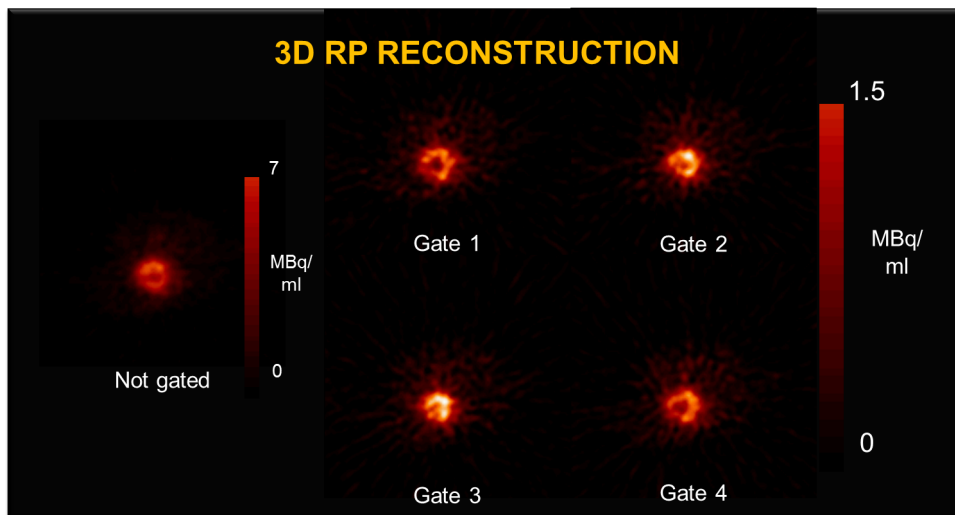 3D RP RECONSTRUCTION
1.5
7
MBq/
ml
0
Not gated
Gate 1
Gate 2
MBq/
ml
Gate 3
Gate 4
0